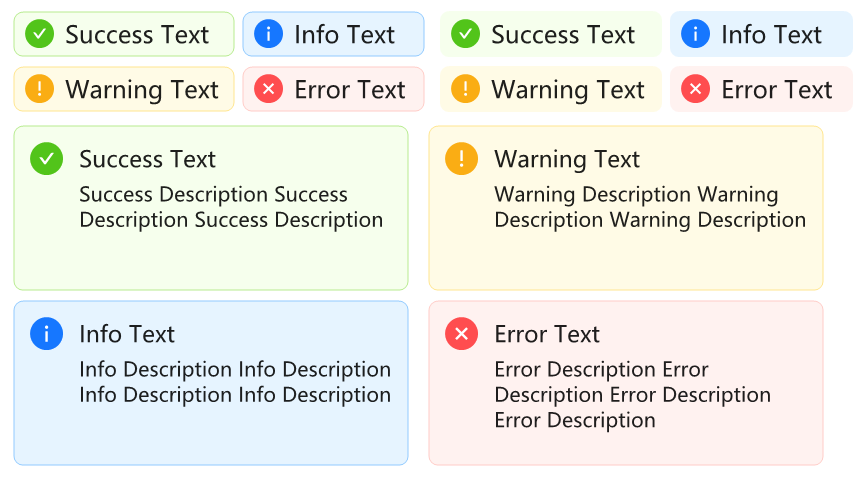 Success Text
Info Text
Success Text
Info Text
Warning Text
Error Text
Warning Text
Error Text
Success Text
Success Description Success
Description Success Description
Warning Text
Warning Description Warning
Description Warning Description
Info Text
Info Description Info Description
Info Description Info Description
Error Text
Error Description Error
Description Error Description
Error Description